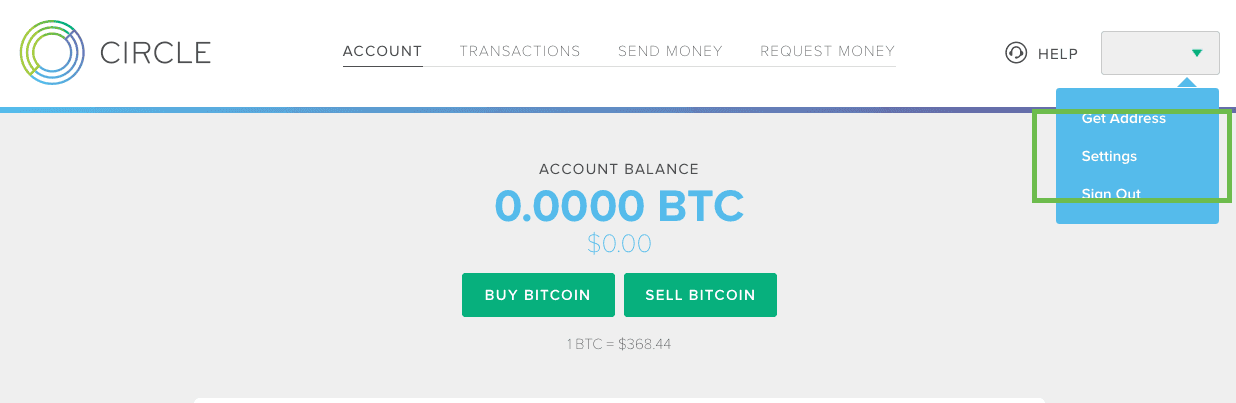 CIRCLE
ACCOUNT TRANSACTIONS SEND MONEY REQUEST MONEY
HELP
Get Address
Settings
Sign Out
ACCOUNT BALANCE
0.0000 BTC
$0.00
BUY BITCOIN SELL BITCOIN
1 BTC = $368.44